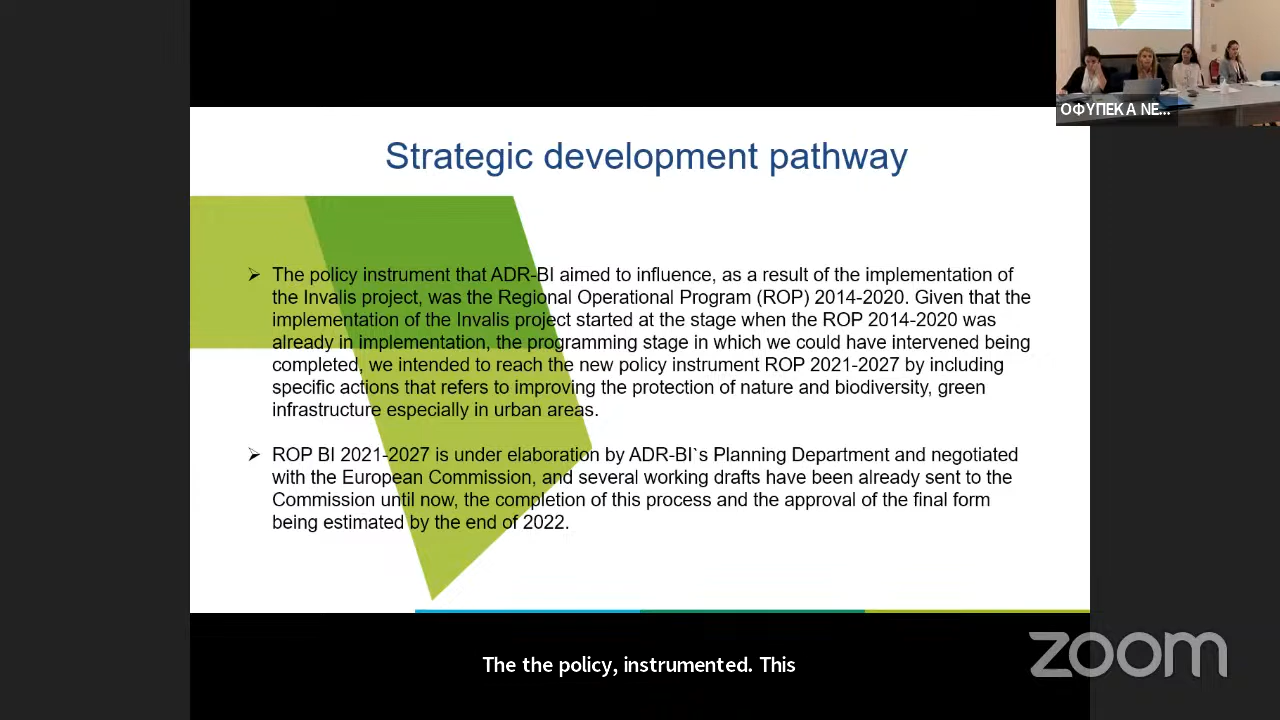 ΟΦΥΠΕΚΑ ΝΕ...
Strategic development pathway
➢ The policy instrument that ADR-BI aimed to influence, as a result of the implementation of
the Invalis project, was the Regional Operational Program (ROP) 2014-2020. Given that the
implementation of the Invalis project started at the stage when the ROP 2014-2020 was
already in implementation, the programming stage in which we could have intervened being
completed, we intended to reach the new policy instrument ROP 2021-2027 by including
specific actions that refers to improving the protection of nature and biodiversity, green
infrastructure especially in urban areas.
➢ ROP BI 2021-2027 is under elaboration by ADR-BI`s Planning Department and negotiated
with the European Commission, and several working drafts have been already sent to the
Commission until now, the completion of this process and the approval of the final form
being estimated by the end of 2022.
The the policy, instrumented. This
zoom